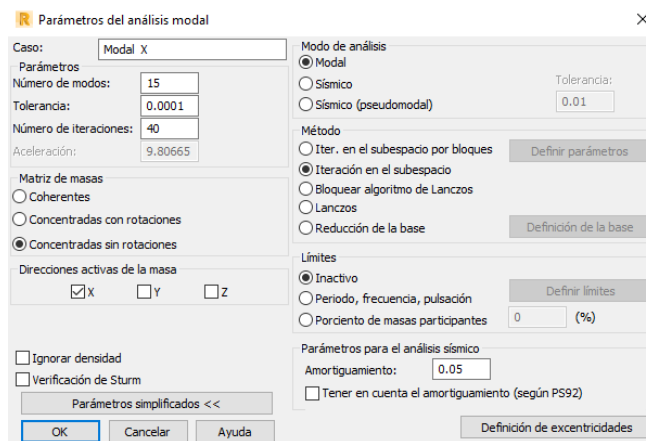 Parámetros del análisis modal
Caso: Modal X
Parámetros
Número de modos: 15
Tolerancia: 0.0001
Número de iteraciones: 40
Aceleración: 9.80665
Matriz de masas
Coherentes
Concentradas con rotaciones
Concentradas sin rotaciones
Direcciones activas de la masa
X Y Z
Ignorar densidad
Verificación de Sturm
Parámetros simplificados <<
OK Cancelar Ayuda
Modo de análisis
Modal
Sísmico
Sísmico (pseudomodal)
Tolerancia:
0.01
Método
Iter. en el subespacio por bloques Definir parámetros
Iteración en el subespacio
Bloquear algoritmo de Lanczos
Lanczos
Reducción de la base Definición de la base
Límites
Inactivo
Periodo, frecuencia, pulsación Definir límites
Porciento de masas participantes 0 (%)
Parámetros para el análisis sísmico
Amortiguamiento: 0.05
Tener en cuenta el amortiguamiento (según PS92)
Definición de excentricidades